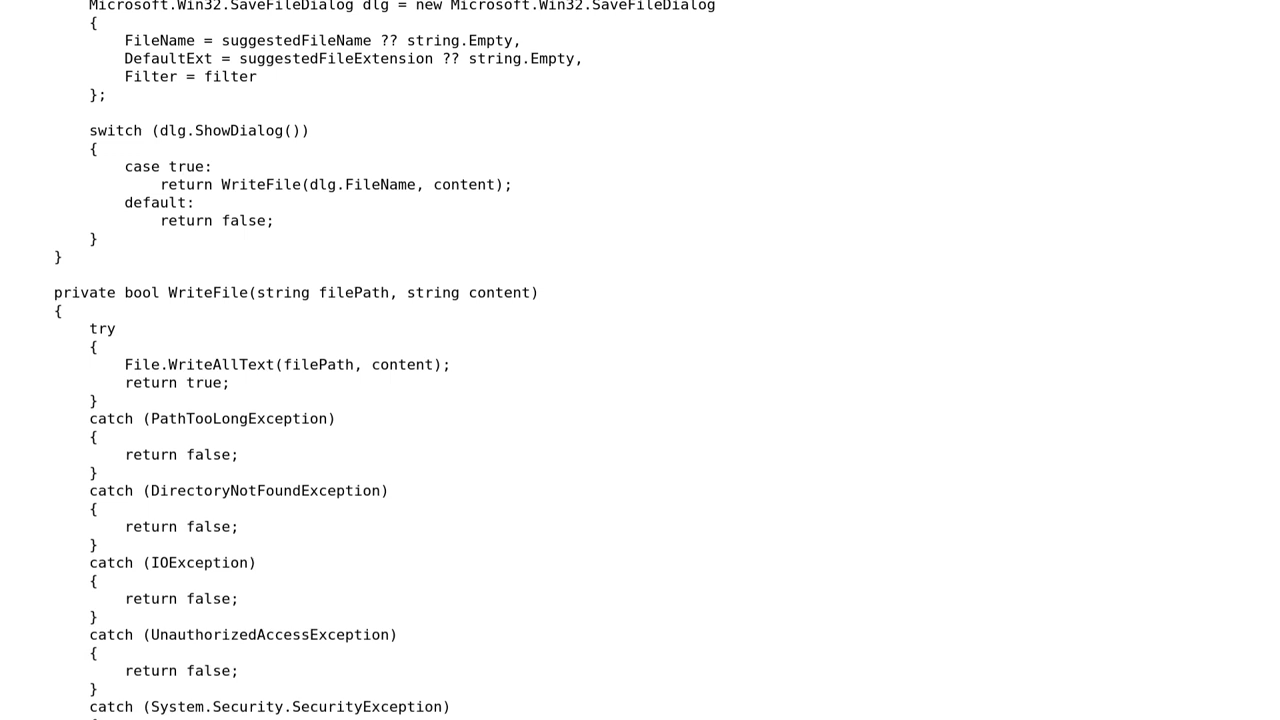 Microsoft.Win32.SaveFileDialog dlg = new Microsoft.Win32.SaveFileDialog
{
FileName = suggestedFileName ?? string.Empty,
DefaultExt = suggestedFileExtension ?? string.Empty,
Filter = filter
};
switch (dlg.ShowDialog())
{
case true:
return WriteFile(dlg.FileName, content);
default:
return false;
}
}
private bool WriteFile(string filePath, string content)
{
try
{
File.WriteAllText(filePath, content);
return true;
}
catch (PathTooLongException)
{
return false;
}
catch (DirectoryNotFoundException)
{
return false;
}
catch (IOException)
{
return false;
}
catch (UnauthorizedAccessException)
{
return false;
}
catch (System.Security.SecurityException)
{